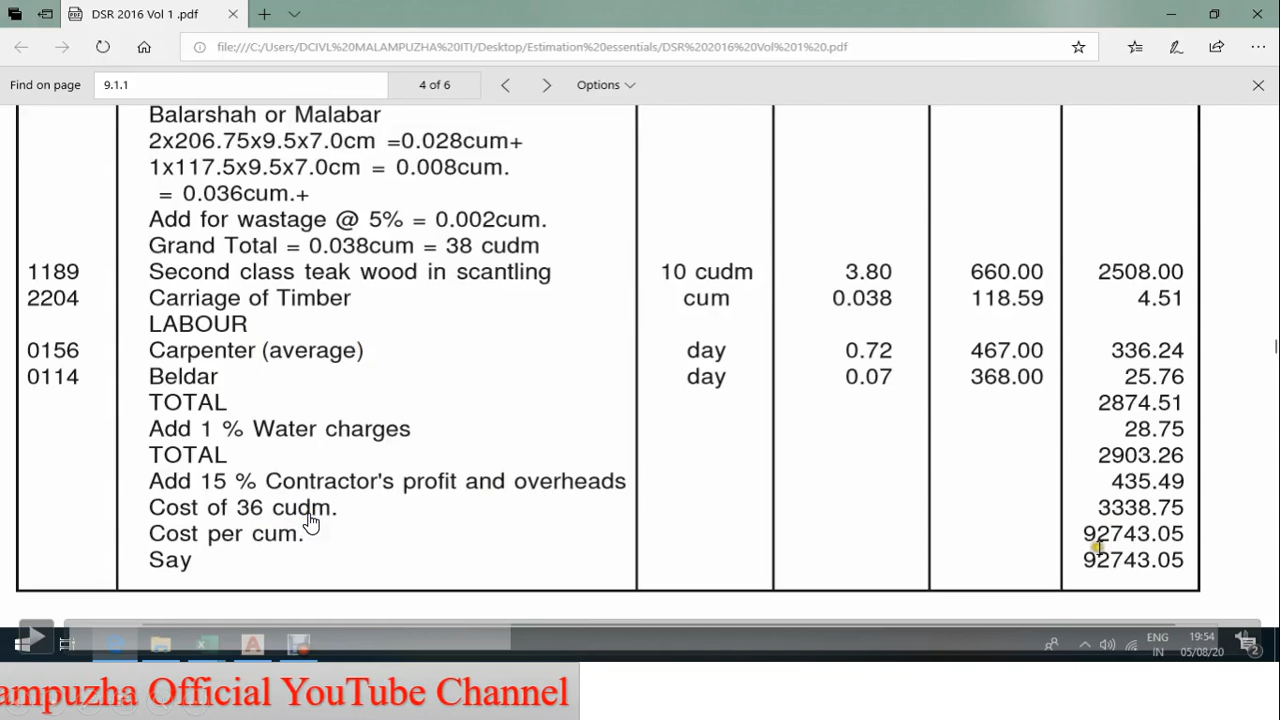 DSR 2016 Vol 1 .pdf
file:///C:/Users/DCIVL%20MALAMPUZHA%20ITI/Desktop/Estimation%20essentials/DSR%202016%20Vol%201%20.pdf
Find on page 9.1.1 4 of 6 Options
Balarshah or Malabar
2x206.75x9.5x7.0cm =0.028cum+
1x117.5x9.5x7.0cm = 0.008cum.
= 0.036cum.+
Add for wastage @ 5% = 0.002cum.
Grand Total = 0.038cum = 38 cudm
1189 Second class teak wood in scantling 10 cudm 3.80 660.00 2508.00
2204 Carriage of Timber cum 0.038 118.59 4.51
LABOUR
0156 Carpenter (average) day 0.72 467.00 336.24
0114 Beldar day 0.07 368.00 25.76
TOTAL 2874.51
Add 1 % Water charges 28.75
TOTAL 2903.26
Add 15 % Contractor's profit and overheads 435.49
Cost of 36 cudm. 3338.75
Cost per cum. 92743.05
Say 92743.05
ENG 19:54
IN 05/08/20 2
ampuzha Official YouTube Channel